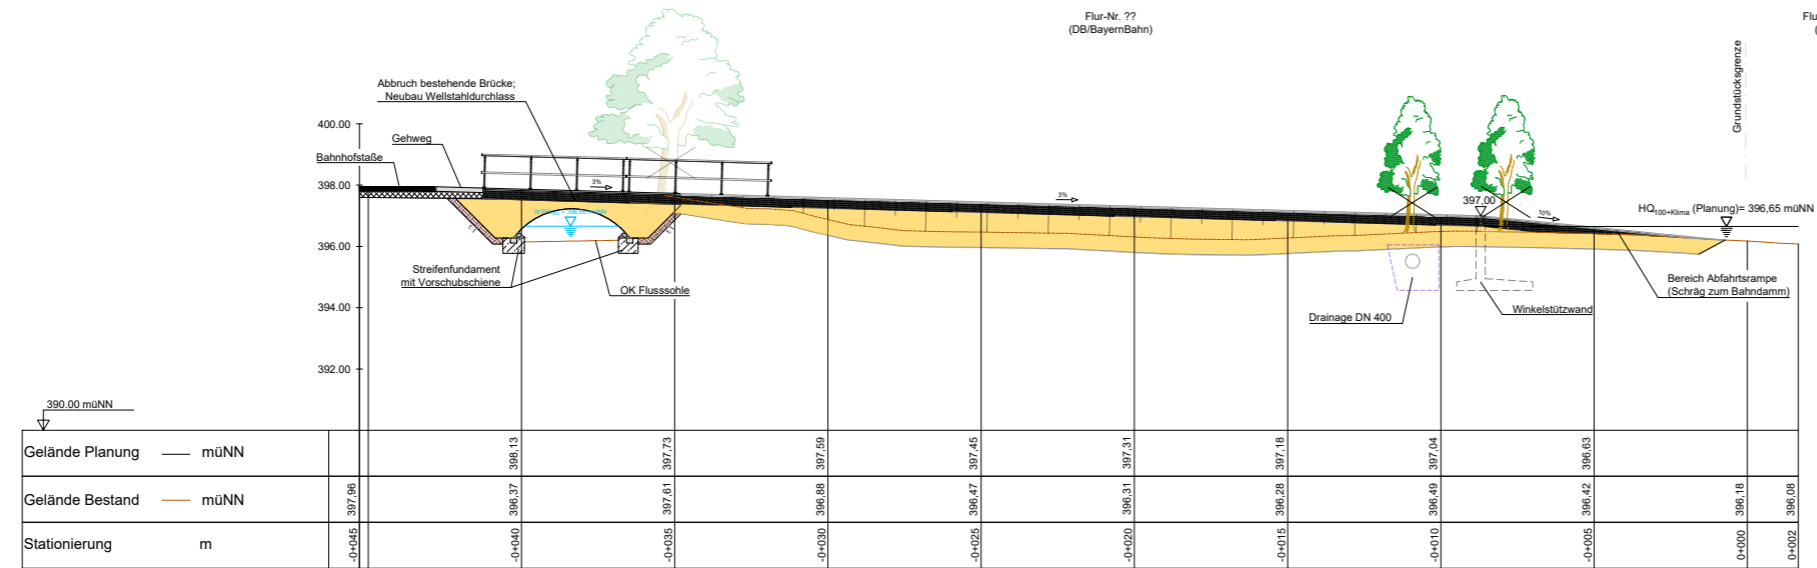 Flur-Nr. ??
(DB/BayernBahn)
Flu
(
Grundstücksgrenze
Abbruch bestehende Brücke;
Neubau Wellstahldurchlass
400.00
Gehweg
Bahnhofstaße
398.00
3%
3%
397,00
10%
HQ100+Klima (Planung)= 396,65 müNN
396.00
Streifenfundament
mit Vorschubschiene
OK Flusssohle
Bereich Abfahrtsrampe
(Schräg zum Bahndamm)
394.00
Drainage DN 400
Winkelstützwand
392.00
390.00 müNN
Gelände Planung müNN 398,13 397,73 397,59 397,45 397,31 397,18 397,04 396,63
Gelände Bestand müNN 397,96 396,37 397,61 396,88 396,47 396,31 396,28 396,49 396,42 396,18 396,08
Stationierung m -0+045 -0+040 -0+035 -0+030 -0+025 -0+020 -0+015 -0+010 -0+005 0+000 0+002